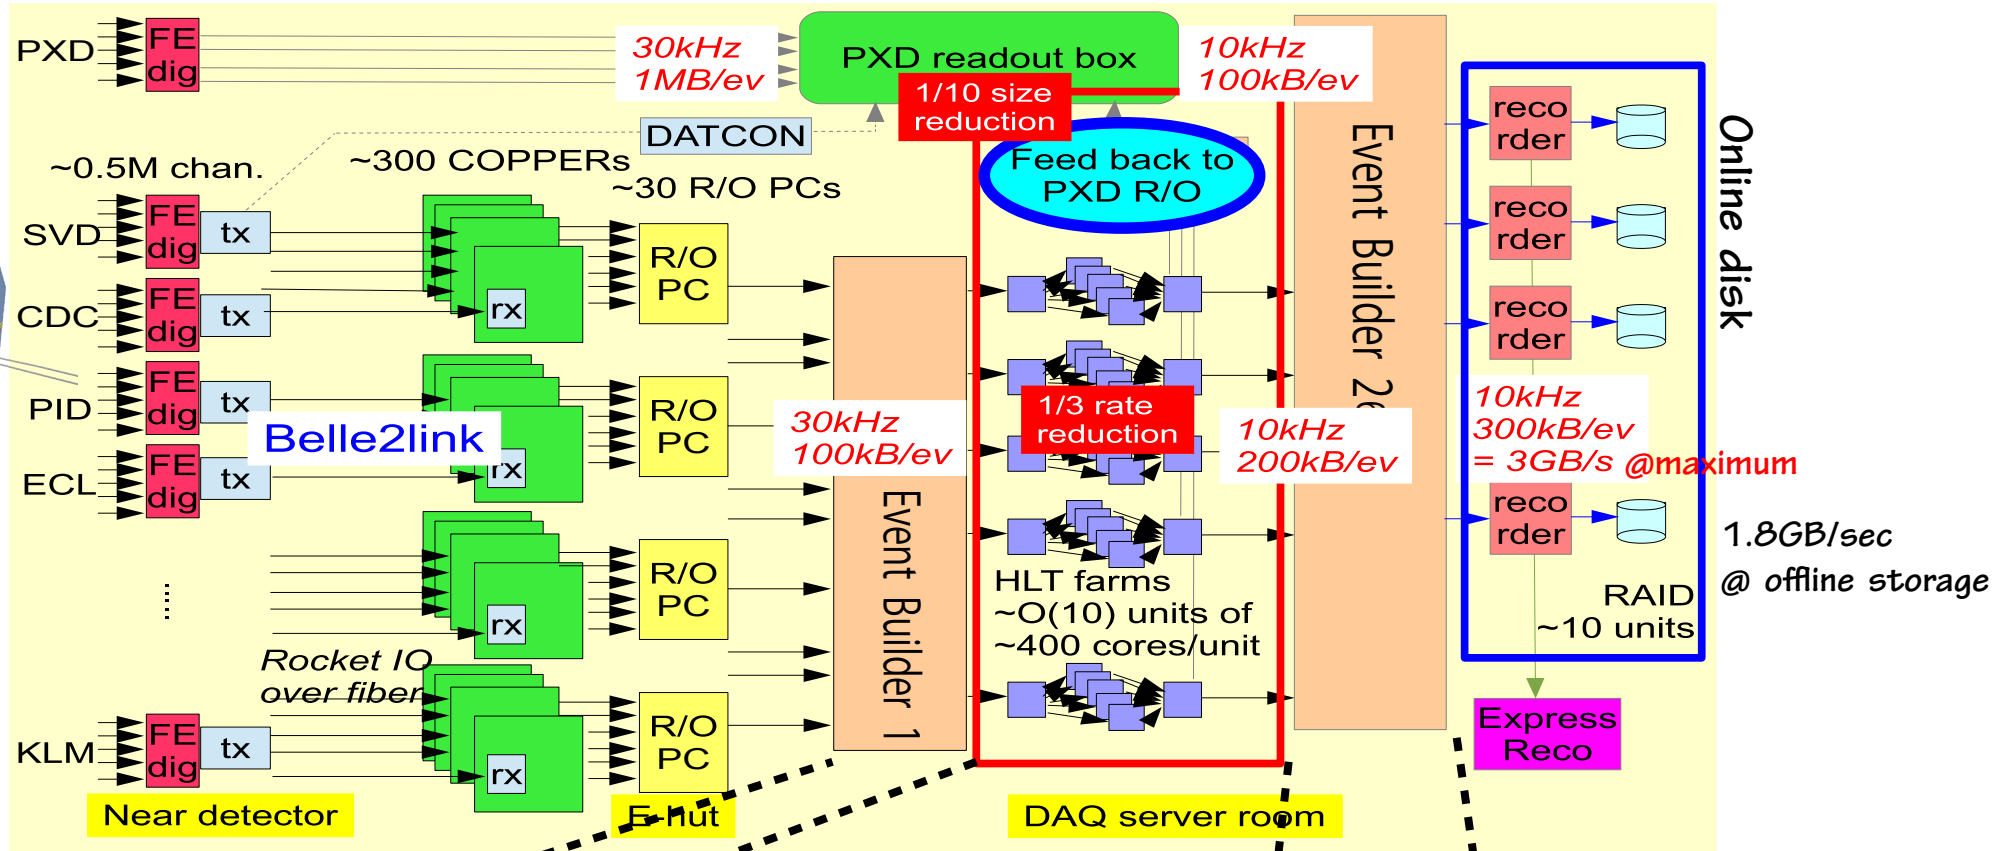 PXD
FE
dig
30kHz
1MB/ev
PXD readout box
10kHz
100kB/ev
1/10 size
reduction
DATCON
~0.5M chan.
~300 COPPERs
~30 R/O PCs
Feed back to
PXD R/O
SVD
FE
dig
tx
rx
R/O
PC
CDC
FE
dig
tx
PID
FE
dig
tx
Belle2link
rx
R/O
PC
ECL
FE
dig
tx
30kHz
100kB/ev
Event Builder 1
1/3 rate
reduction
10kHz
200kB/ev
Event Builder 2
reco
rder
reco
rder
reco
rder
10kHz
300kB/ev
= 3GB/s @maximum
reco
rder
Online disk
1.8GB/sec
@ offline storage
RAID
~10 units
.....
rx
R/O
PC
HLT farms
~O(10) units of
~400 cores/unit
Rocket IO
over fiber
KLM
FE
dig
tx
rx
R/O
PC
Express
Reco
Near detector
E-hut
DAQ server room